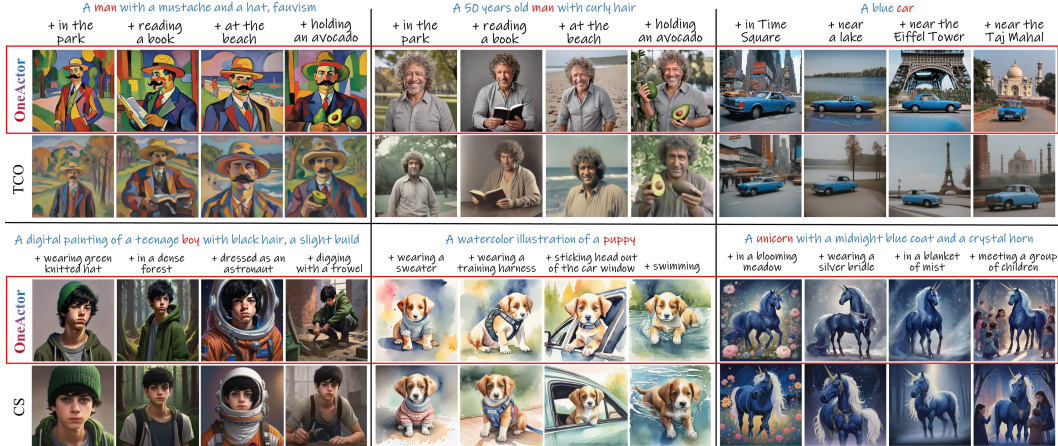 A man with a mustache and a hat, fauvism
+ in the
park
+ reading
a book
+ at the
beach
+ holding
an avocado
A 50 years old man with curly hair
+ in the
park
+ reading
a book
+ at the
beach
+ holding
an avocado
A blue car
+ in Time
Square
+ near
a lake
+ near the
Eiffel Tower
+ near the
Taj Mahal
OneActor
TCO
A digital painting of a teenage boy with black hair, a slight build
+ wearing green
knitted hat
+ in a dense
forest
+ dressed as an
astronaut
+ digging
with a trowel
A watercolor illustration of a puppy
+ wearing a
sweater
+ wearing a
training harness
+ sticking head out
of the car window
+ swimming
A unicorn with a midnight blue coat and a crystal horn
+ in a blooming
meadow
+ wearing a
silver bridle
+ in a blanket
of mist
+ meeting a group
of children
OneActor
CS